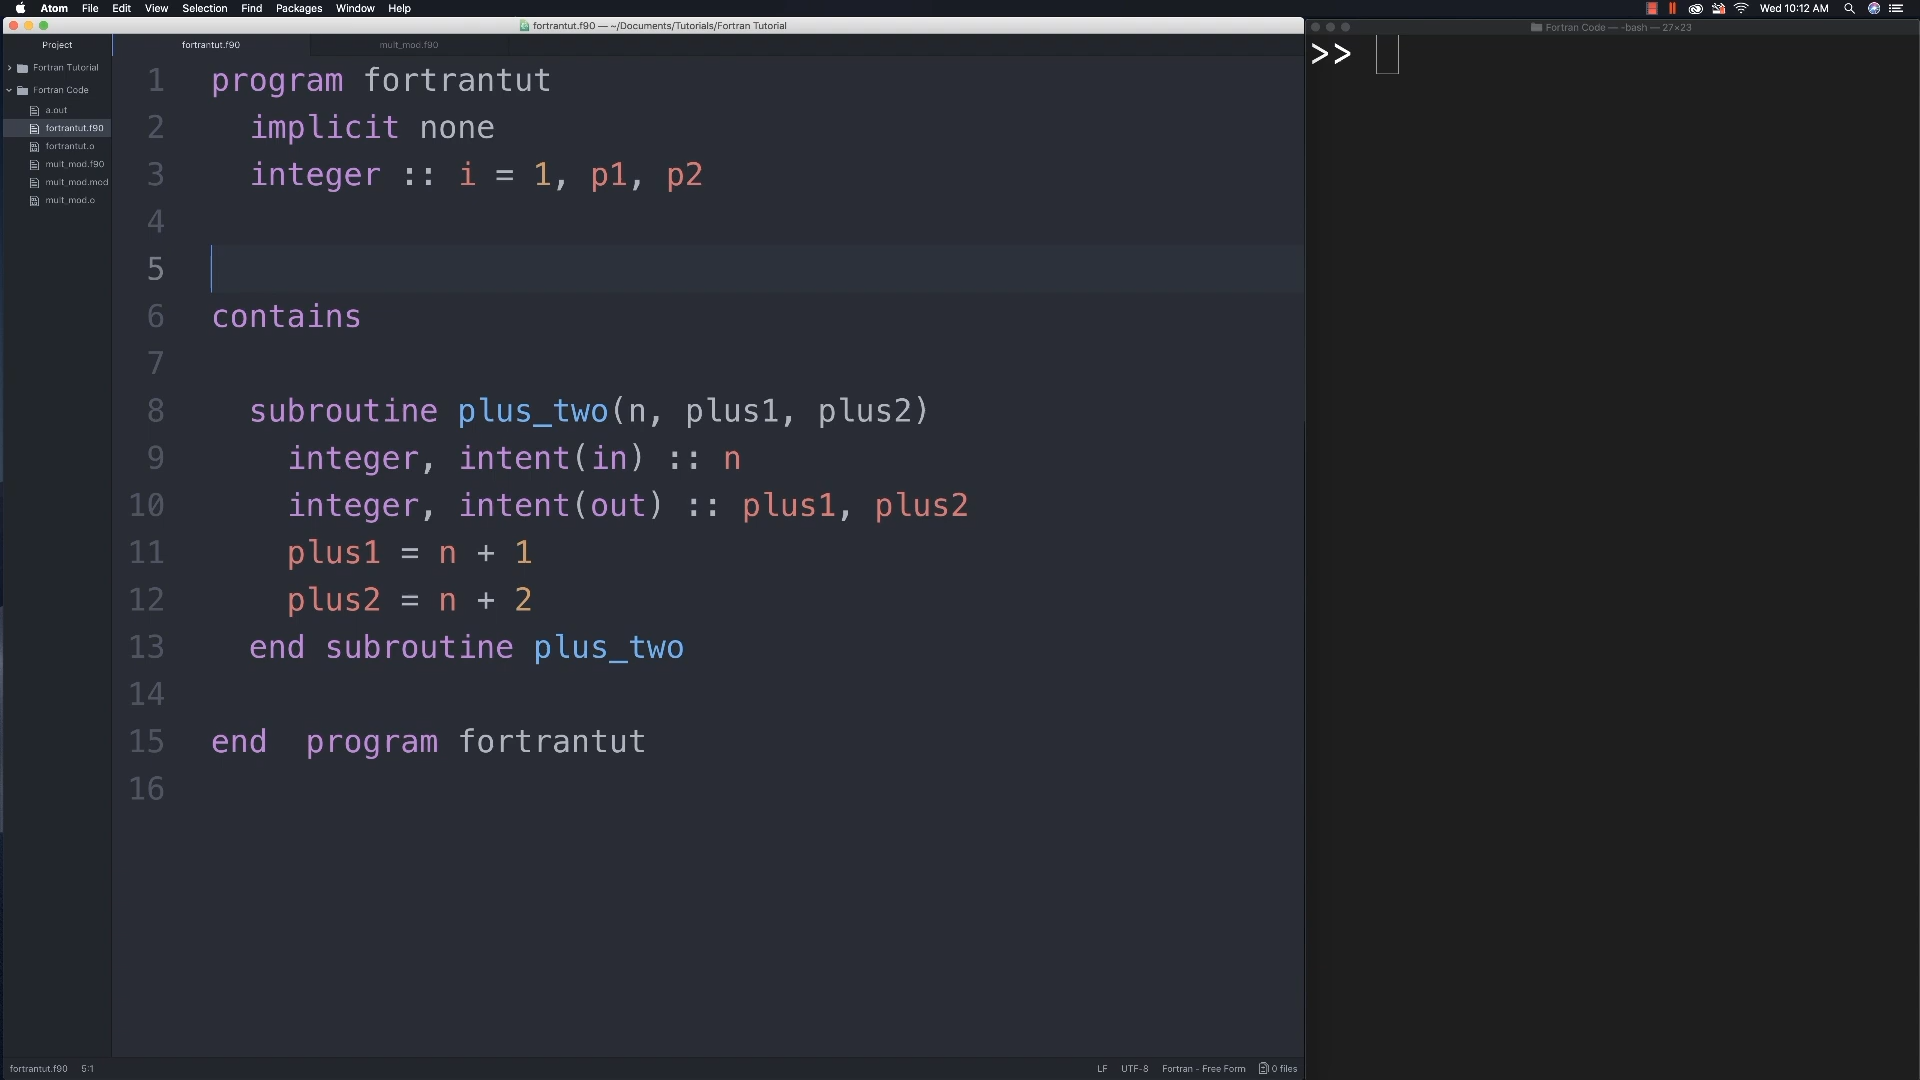 Atom File Edit View Selection Find Packages Window Help Wed 10:12 AM
fortrantut.f90 — ~/Documents/Tutorials/Fortran Tutorial
Fortran Code — -bash — 27×23
Project
fortrantut.f90 mult_mod.f90
Fortran Tutorial
Fortran Code
a.out
fortrantut.f90
fortrantut.o
mult_mod.f90
mult_mod.mod
mult_mod.o
1 program fortrantut
2 implicit none
3 integer :: i = 1, p1, p2
4
5
6 contains
7
8 subroutine plus_two(n, plus1, plus2)
9 integer, intent(in) :: n
10 integer, intent(out) :: plus1, plus2
11 plus1 = n + 1
12 plus2 = n + 2
13 end subroutine plus_two
14
15 end  program fortrantut
16
>>
fortrantut.f90 5:1 LF UTF-8 Fortran - Free Form 0 files